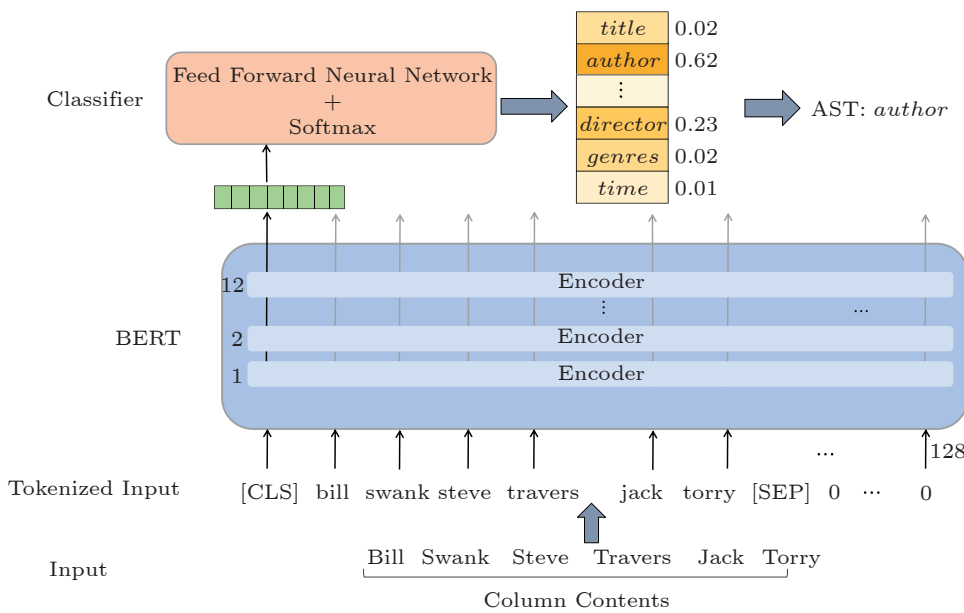 title 0.02
author 0.62
⋮
director 0.23
genres 0.02
time 0.01
Classifier
Feed Forward Neural Network
+
Softmax
AST: author
BERT
12 Encoder
⋮ ...
2 Encoder
1 Encoder
... 128
Tokenized Input [CLS] bill swank steve travers jack torry [SEP] 0 ... 0
Input Bill Swank Steve Travers Jack Torry
Column Contents